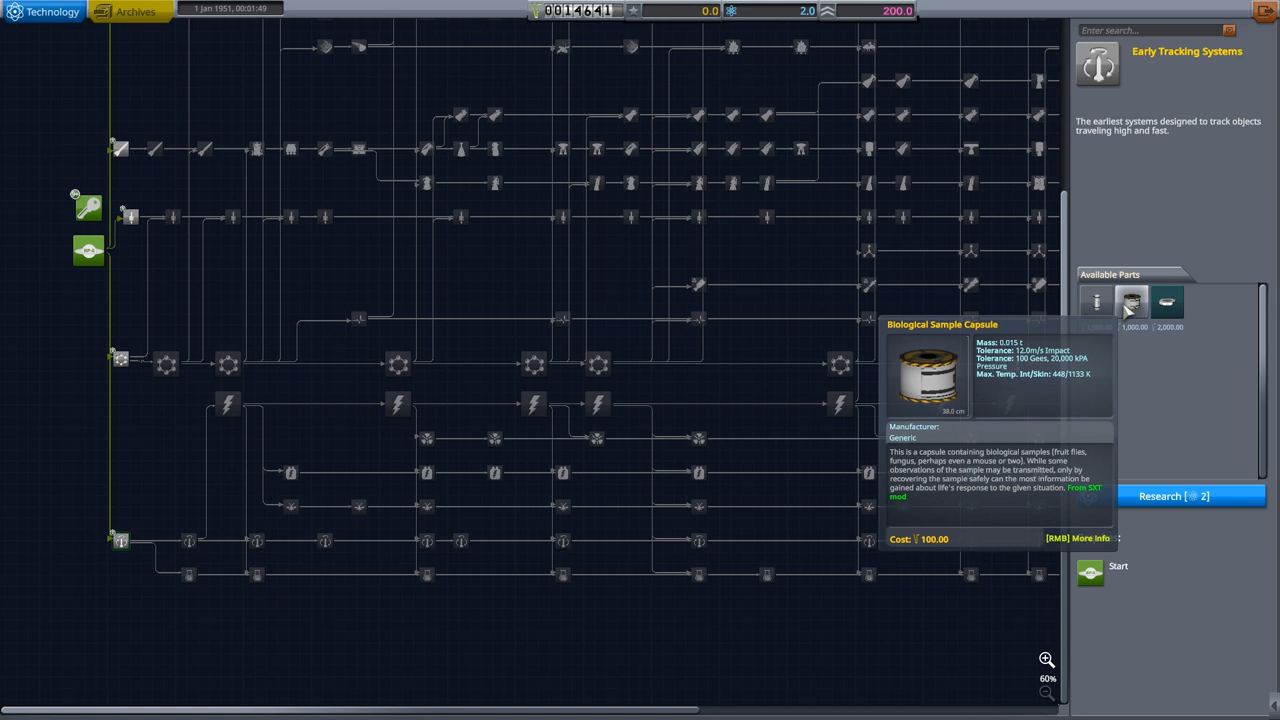 Technology
Archives
1 Jan 1951, 00:01:49
0014641
0.0
2.0
200.0
Enter search...
Early Tracking Systems
The earliest systems designed to track objects
traveling high and fast.
9+
RP-0
Available Parts
1,000.00
2,000.00
Biological Sample Capsule
Mass: 0.015 t
Tolerance: 12.0m/s Impact
Tolerance: 100 Gees, 20,000 kPA
Pressure
Max. Temp. Int/Skin: 448/1133 K
38.0 cm
Manufacturer:
Generic
This is a capsule containing biological samples (fruit flies,
fungus, perhaps even a mouse or two). While some
observations of the sample may be transmitted, only by
recovering the sample safely can the most information be
gained about life's response to the given situation. From SXT
mod
Cost: 100.00
[RMB] More Info
Research [2]
Start
60%